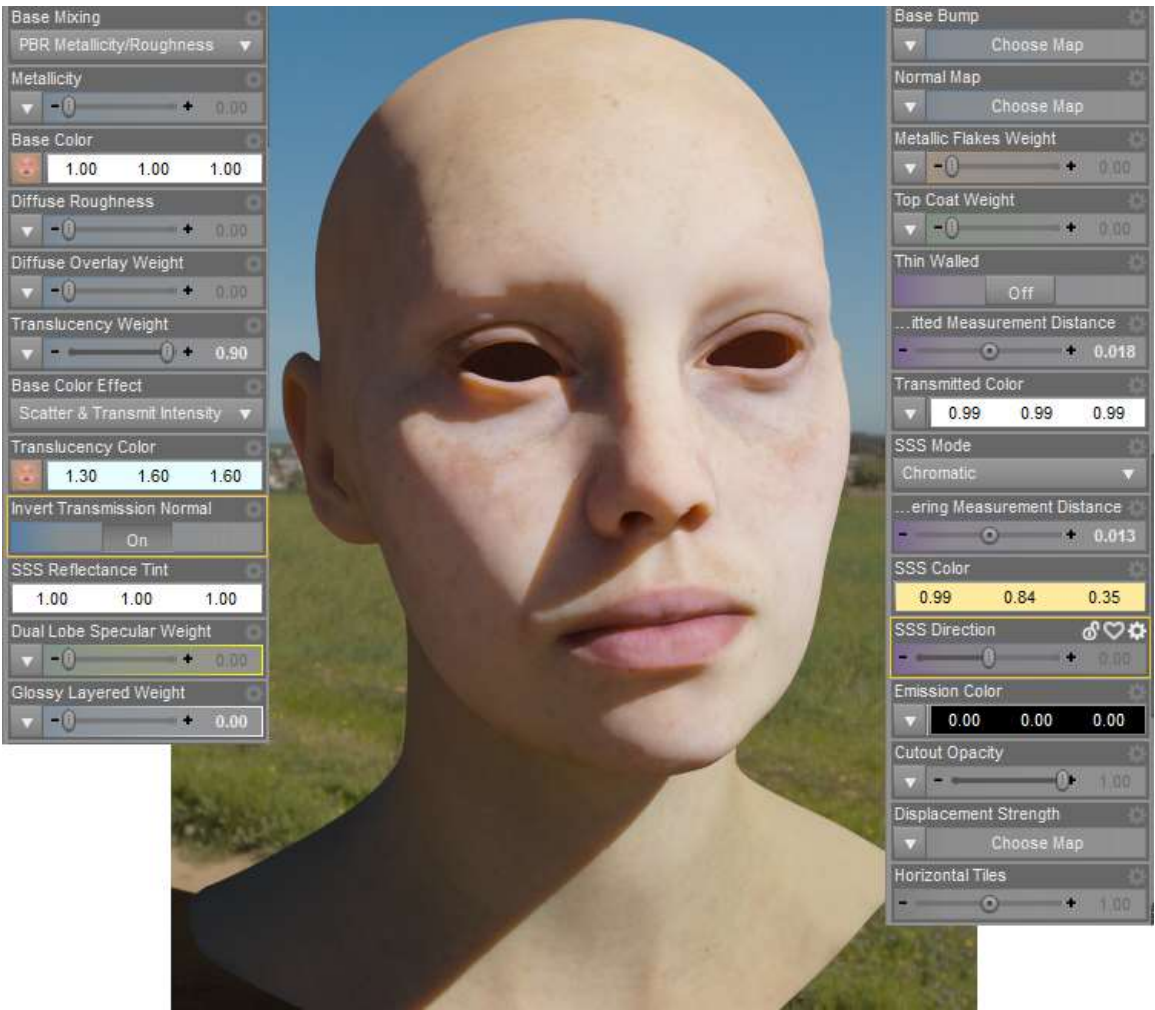 Base Mixing
PBR Metallicity/Roughness
Metallicity
- + 0.00
Base Color
1.00 1.00 1.00
Diffuse Roughness
- + 0.00
Diffuse Overlay Weight
- + 0.00
Translucency Weight
- + 0.90
Base Color Effect
Scatter & Transmit Intensity
Translucency Color
1.30 1.60 1.60
Invert Transmission Normal
On
SSS Reflectance Tint
1.00 1.00 1.00
Dual Lobe Specular Weight
- + 0.00
Glossy Layered Weight
- + 0.00
Base Bump
Choose Map
Normal Map
Choose Map
Metallic Flakes Weight
- + 0.00
Top Coat Weight
- + 0.00
Thin Walled
Off
...itted Measurement Distance
- + 0.018
Transmitted Color
0.99 0.99 0.99
SSS Mode
Chromatic
...ering Measurement Distance
- + 0.013
SSS Color
0.99 0.84 0.35
SSS Direction
- + 0.00
Emission Color
0.00 0.00 0.00
Cutout Opacity
- + 1.00
Displacement Strength
Choose Map
Horizontal Tiles
- + 1.00